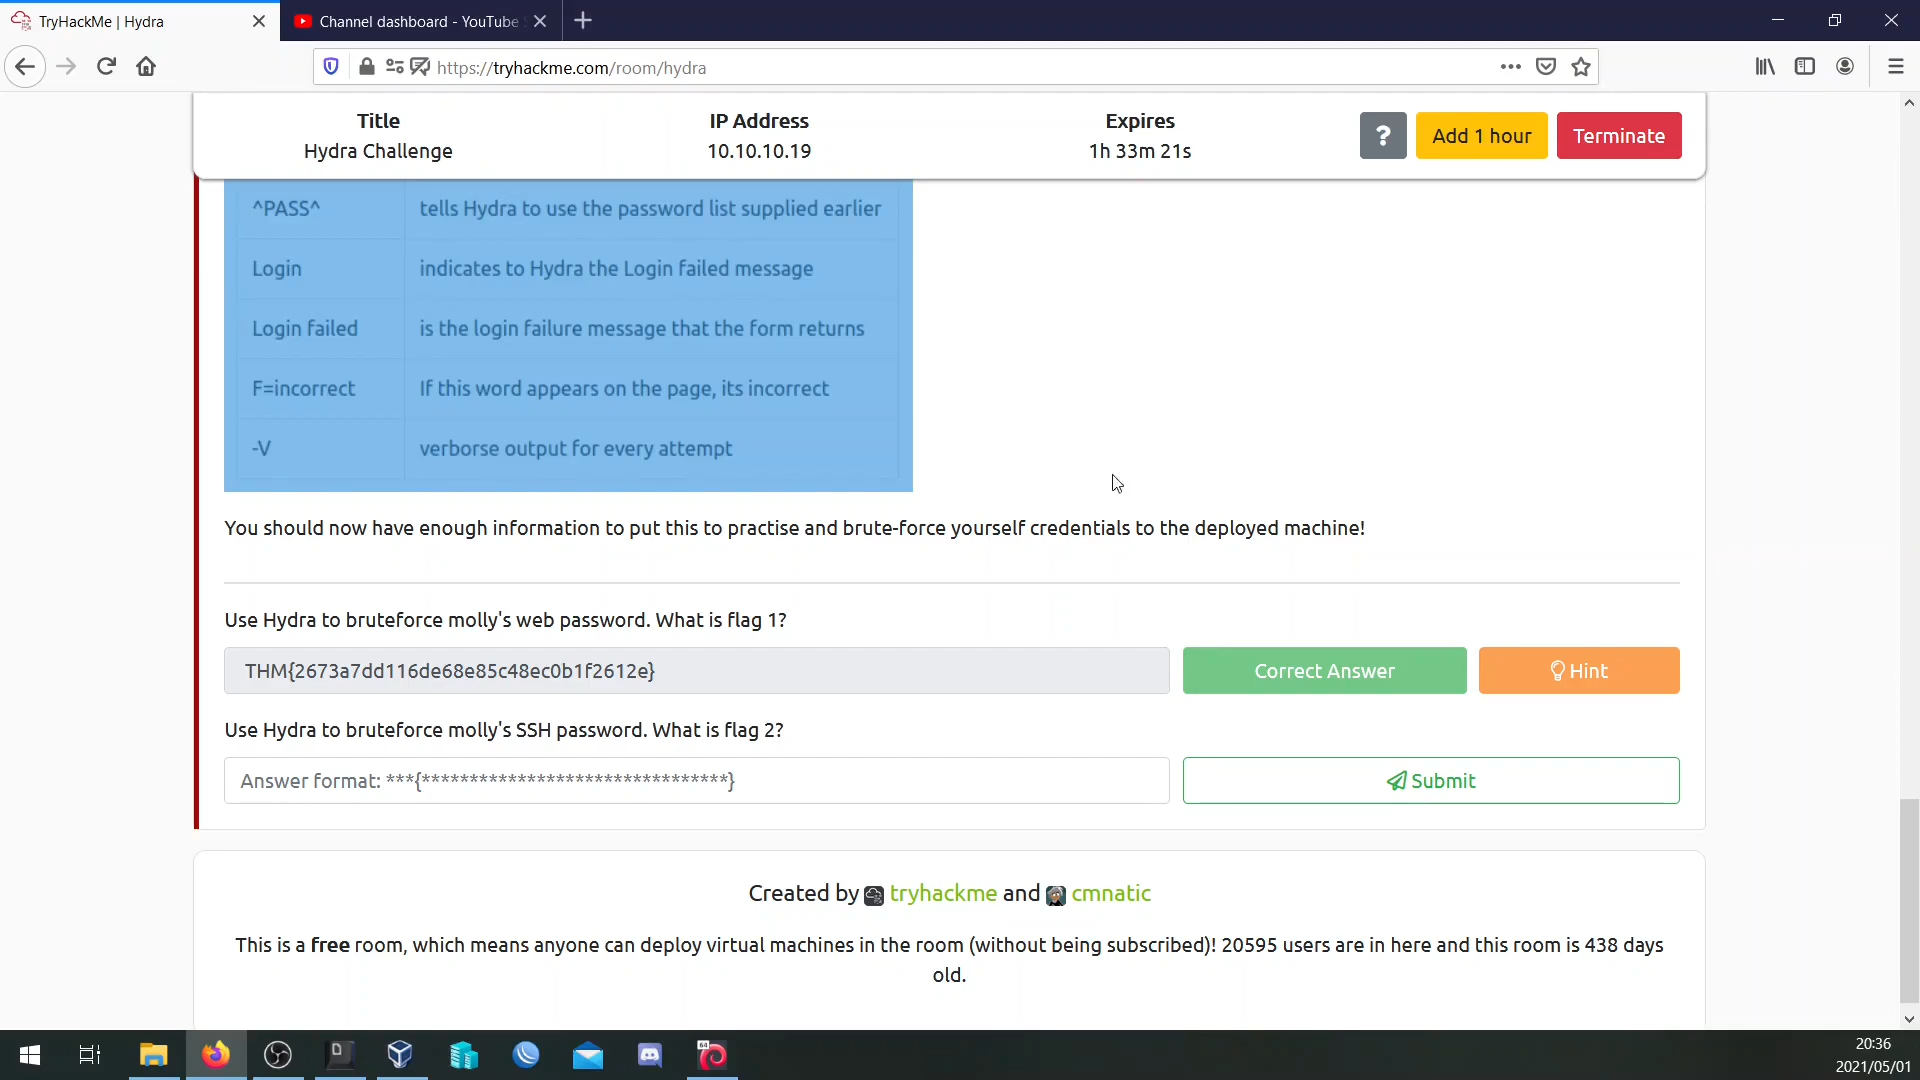 TryHackMe | Hydra
Channel dashboard - YouTube S
https://tryhackme.com/room/hydra
Title
Hydra Challenge
IP Address
10.10.10.19
Expires
1h 33m 21s
?
Add 1 hour
Terminate
^PASS^ tells Hydra to use the password list supplied earlier
Login indicates to Hydra the Login failed message
Login failed is the login failure message that the form returns
F=incorrect If this word appears on the page, its incorrect
-V verborse output for every attempt
You should now have enough information to put this to practise and brute-force yourself credentials to the deployed machine!
Use Hydra to bruteforce molly's web password. What is flag 1?
THM{2673a7dd116de68e85c48ec0b1f2612e}
Correct Answer
Hint
Use Hydra to bruteforce molly's SSH password. What is flag 2?
Answer format: ***{********************************}
Submit
Created by tryhackme and cmnatic
This is a free room, which means anyone can deploy virtual machines in the room (without being subscribed)! 20595 users are in here and this room is 438 days
old.
D
64
20:36
2021/05/01